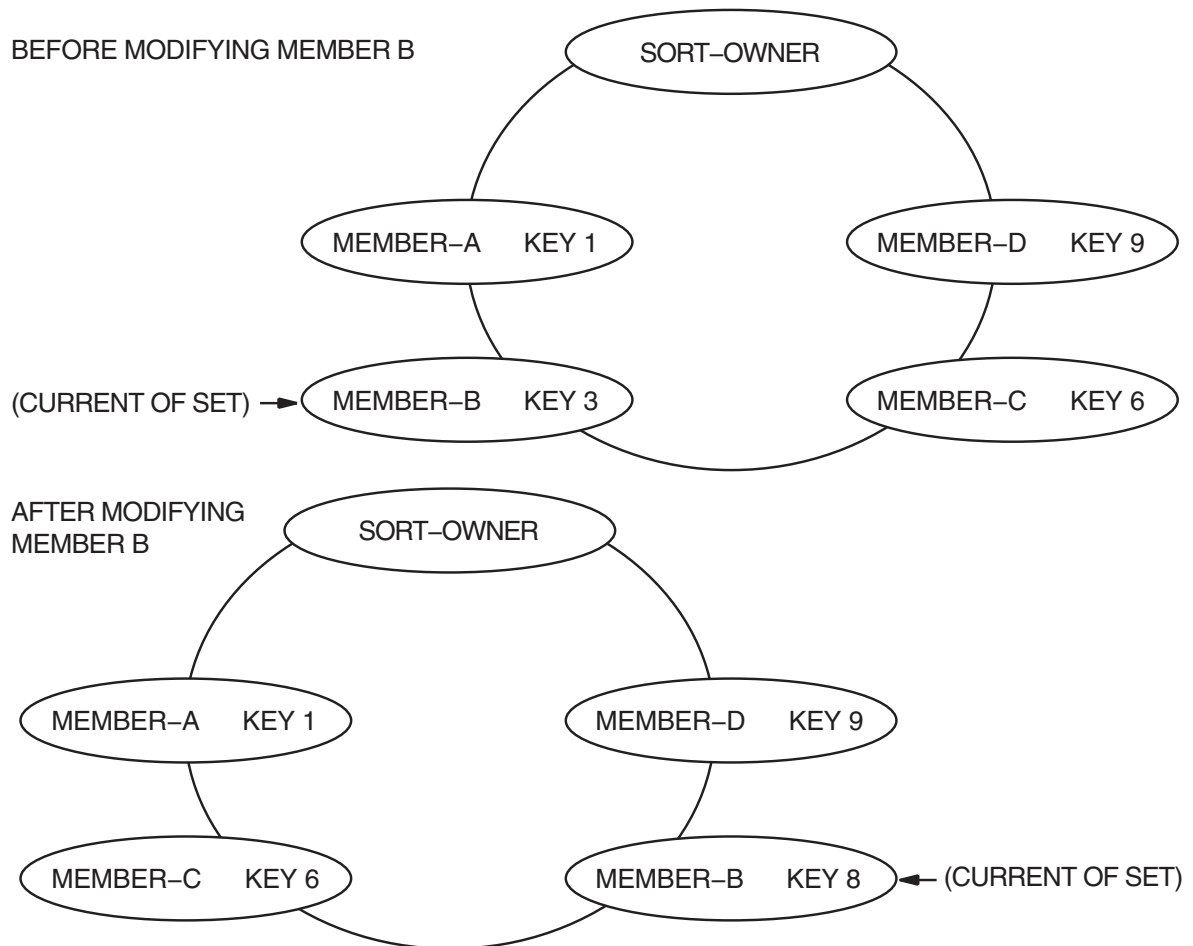 BEFORE MODIFYING MEMBER B
SORT–OWNER
MEMBER–A KEY 1
MEMBER–D KEY 9
(CURRENT OF SET)
MEMBER–B KEY 3
MEMBER–C KEY 6
AFTER MODIFYING
MEMBER B
SORT–OWNER
MEMBER–A KEY 1
MEMBER–D KEY 9
MEMBER–C KEY 6
MEMBER–B KEY 8
(CURRENT OF SET)